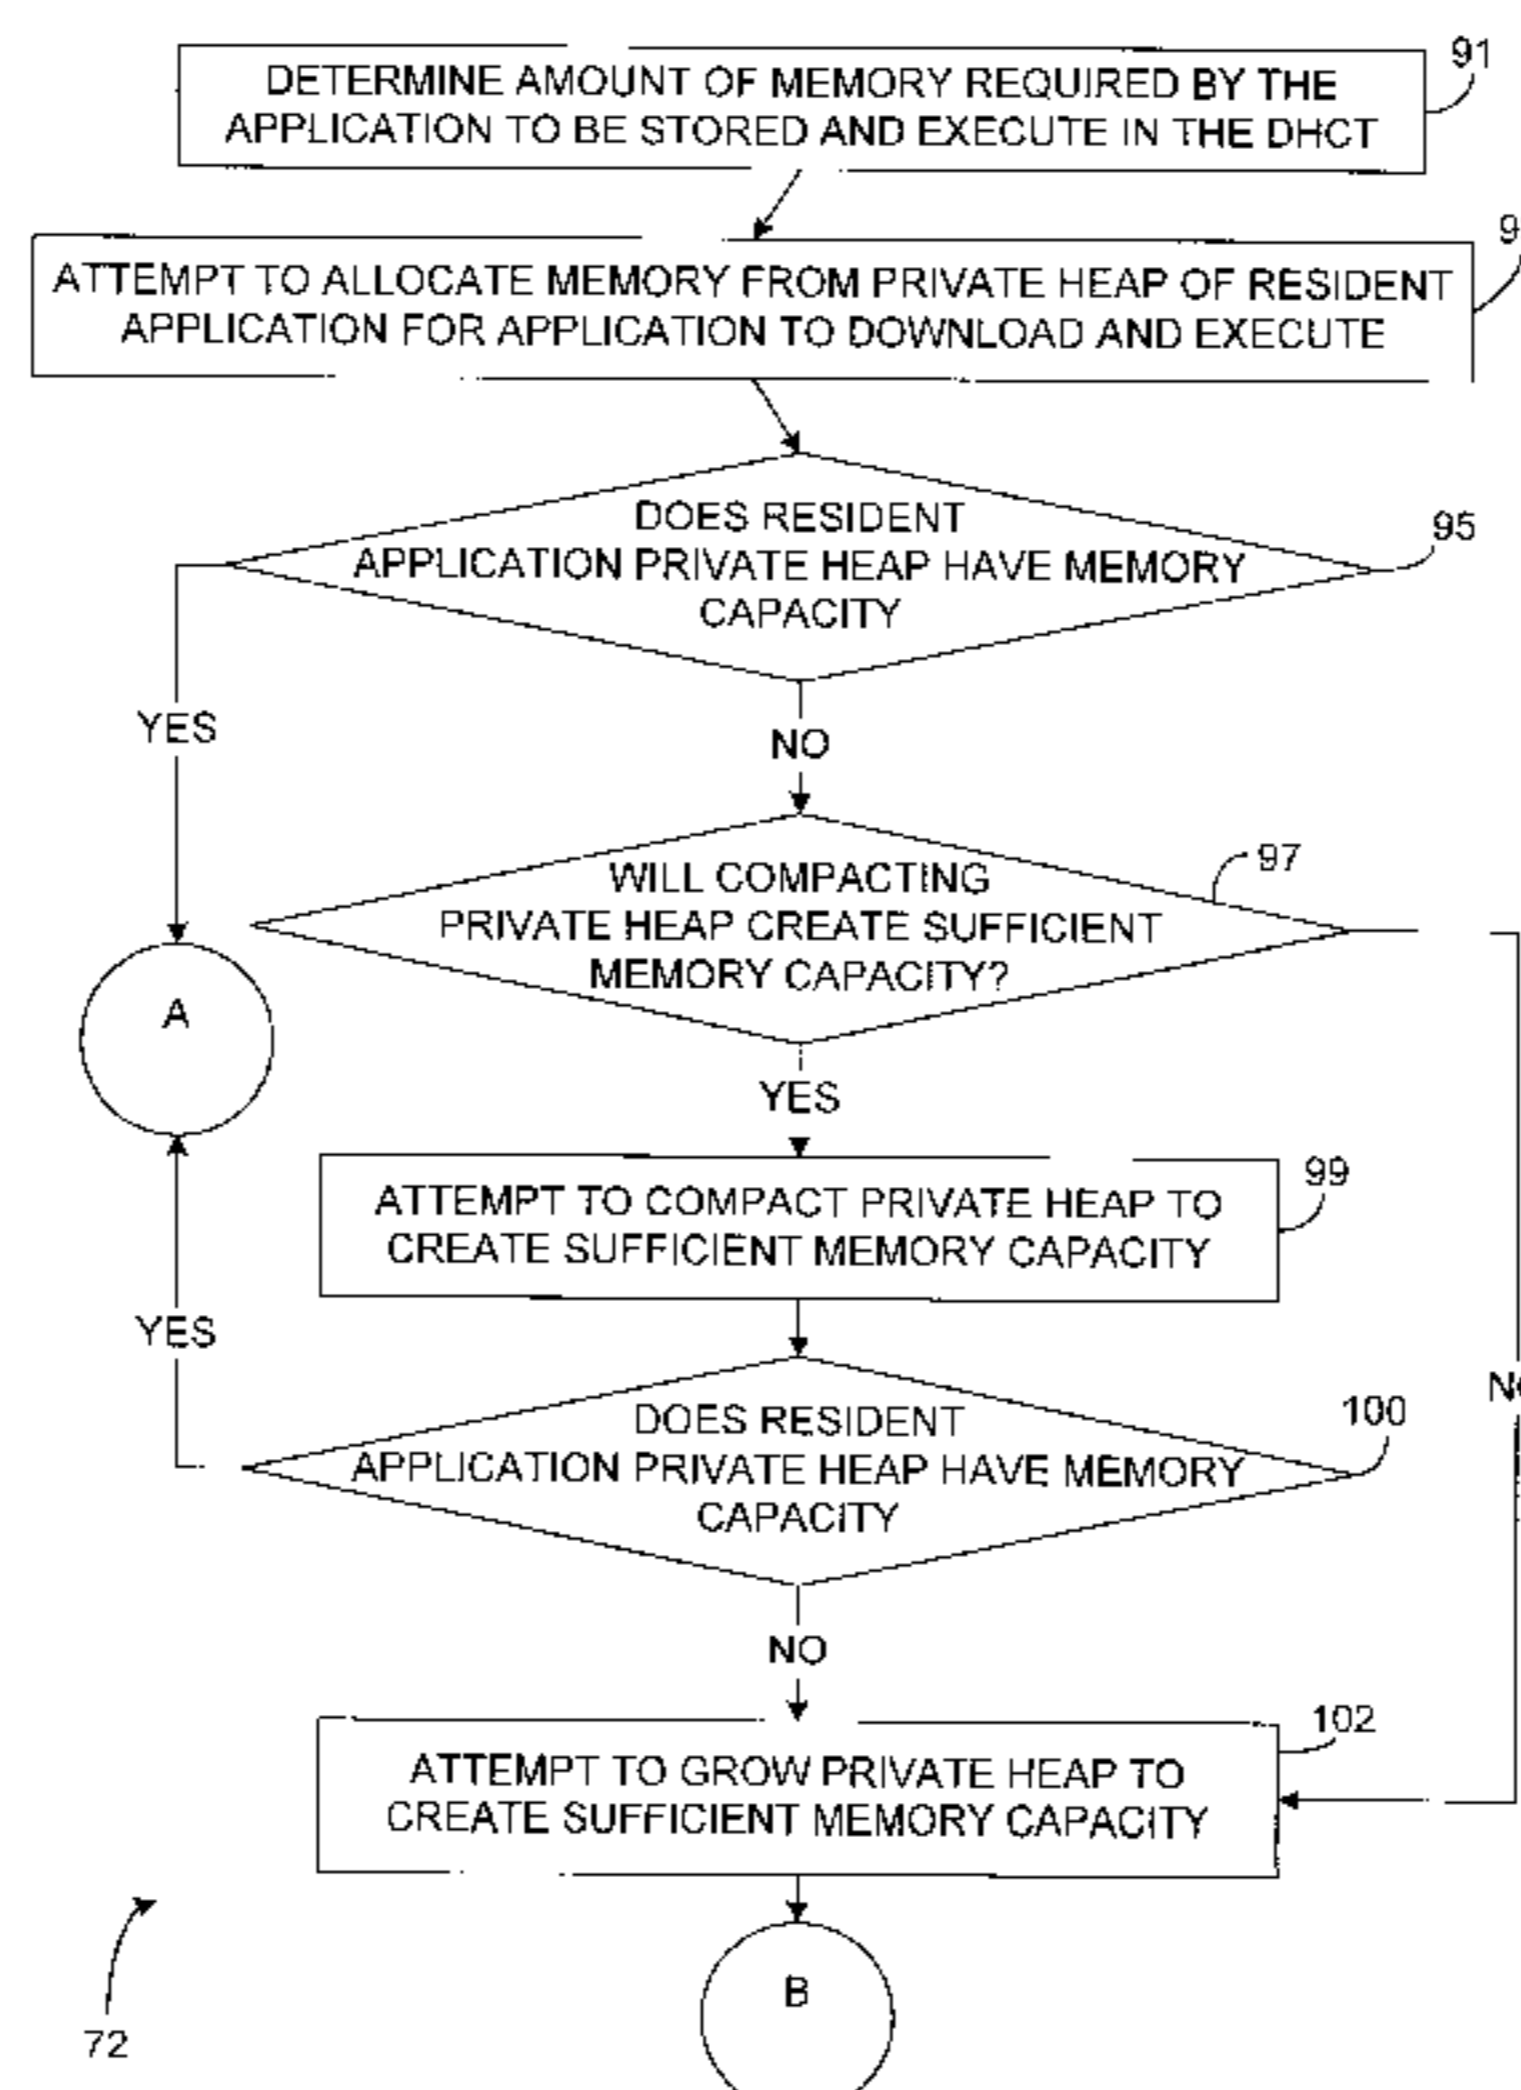 91
DETERMINE AMOUNT OF MEMORY REQUIRED BY THE
APPLICATION TO BE STORED AND EXECUTE IN THE DHCT
ATTEMPT TO ALLOCATE MEMORY FROM PRIVATE HEAP OF RESIDENT
APPLICATION FOR APPLICATION TO DOWNLOAD AND EXECUTE
DOES RESIDENT
APPLICATION PRIVATE HEAP HAVE MEMORY
CAPACITY
95
YES
NO
WILL COMPACTING
PRIVATE HEAP CREATE SUFFICIENT
MEMORY CAPACITY?
97
A
YES
ATTEMPT TO COMPACT PRIVATE HEAP TO
CREATE SUFFICIENT MEMORY CAPACITY
99
YES
DOES RESIDENT
APPLICATION PRIVATE HEAP HAVE MEMORY
CAPACITY
100
NO
ATTEMPT TO GROW PRIVATE HEAP TO
CREATE SUFFICIENT MEMORY CAPACITY
102
B
72